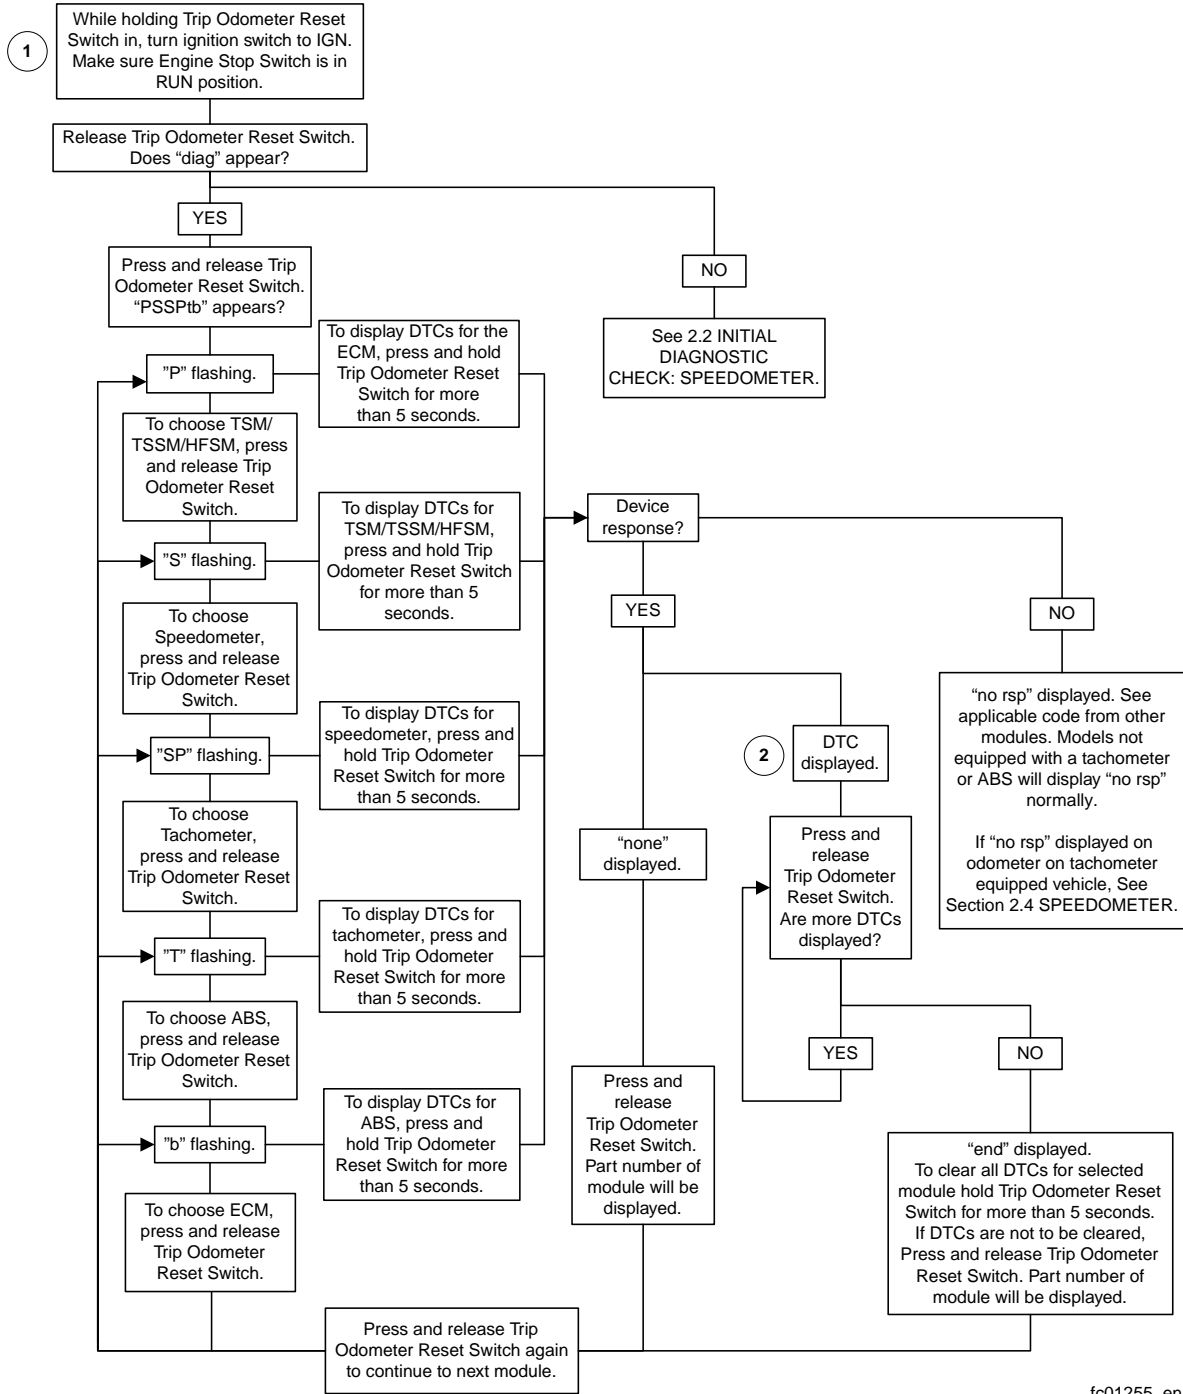 While holding Trip Odometer Reset
Switch in, turn ignition switch to IGN.
Make sure Engine Stop Switch is in
RUN position.
1
Release Trip Odometer Reset Switch.
Does “diag” appear?
YES
NO
Press and release Trip
Odometer Reset Switch.
“PSSPtb” appears?
See 2.2 INITIAL
DIAGNOSTIC
CHECK: SPEEDOMETER.
”P” flashing.
To display DTCs for the
ECM, press and hold
Trip Odometer Reset
Switch for more
than 5 seconds.
To choose TSM/
TSSM/HFSM, press
and release Trip
Odometer Reset
Switch.
”S” flashing.
To display DTCs for
TSM/TSSM/HFSM,
press and hold Trip
Odometer Reset Switch
for more than 5
seconds.
Device
response?
YES
NO
To choose
Speedometer,
press and release
Trip Odometer Reset
Switch.
”SP” flashing.
To display DTCs for
speedometer, press and
hold Trip Odometer
Reset Switch for more
than 5 seconds.
2
DTC
displayed.
“no rsp” displayed. See
applicable code from other
modules. Models not
equipped with a tachometer
or ABS will display “no rsp”
normally.
If “no rsp” displayed on
odometer on tachometer
equipped vehicle, See
Section 2.4 SPEEDOMETER.
To choose
Tachometer,
press and release
Trip Odometer Reset
Switch.
“none”
displayed.
Press and
release
Trip Odometer
Reset Switch.
Are more DTCs
displayed?
”T” flashing.
To display DTCs for
tachometer, press and
hold Trip Odometer
Reset Switch for more
than 5 seconds.
To choose ABS,
press and release
Trip Odometer Reset
Switch.
YES
NO
”b” flashing.
To display DTCs for
ABS, press and
hold Trip Odometer
Reset Switch for more
than 5 seconds.
Press and
release
Trip Odometer
Reset Switch.
Part number of
module will be
displayed.
“end” displayed.
To clear all DTCs for selected
module hold Trip Odometer Reset
Switch for more than 5 seconds.
If DTCs are not to be cleared,
Press and release Trip Odometer
Reset Switch. Part number of
module will be displayed.
To choose ECM,
press and release
Trip Odometer
Reset Switch.
Press and release Trip
Odometer Reset Switch again
to continue to next module.
fc01255_en